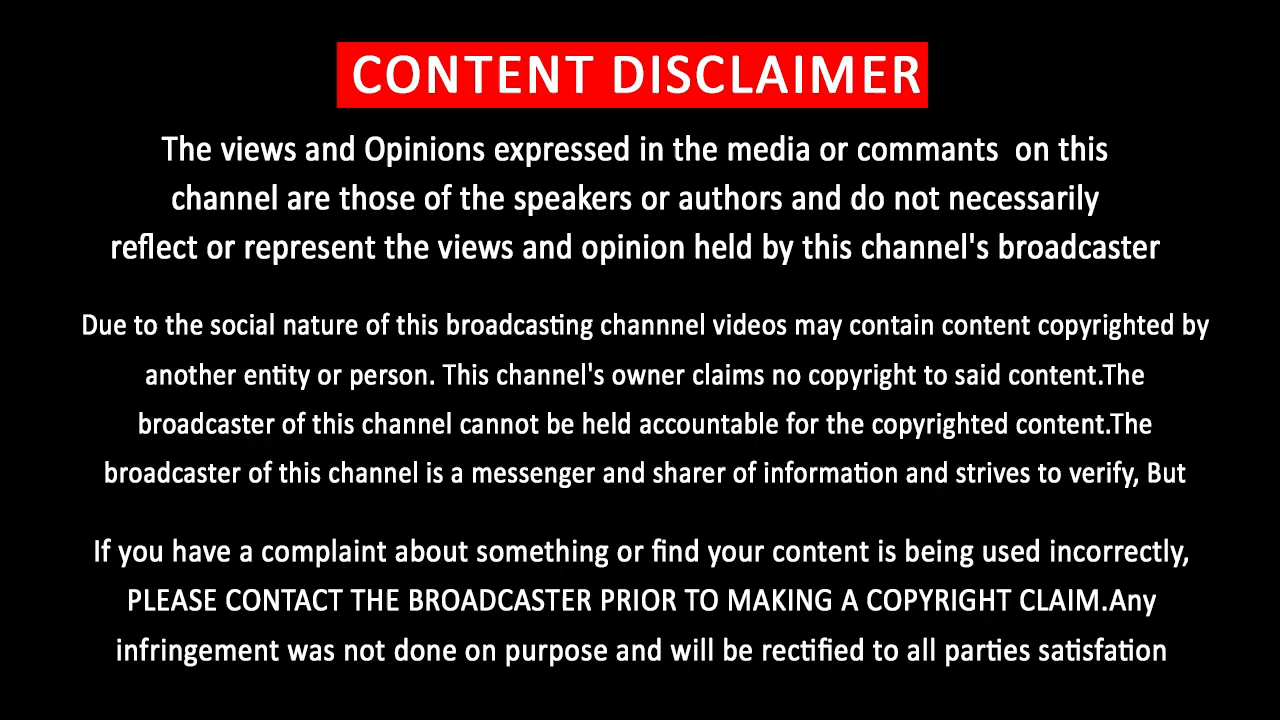 CONTENT DISCLAIMER
The views and Opinions expressed in the media or commants on this
channel are those of the speakers or authors and do not necessarily
reflect or represent the views and opinion held by this channel's broadcaster
Due to the social nature of this broadcasting channnel videos may contain content copyrighted by
another entity or person. This channel's owner claims no copyright to said content.The
broadcaster of this channel cannot be held accountable for the copyrighted content.The
broadcaster of this channel is a messenger and sharer of information and strives to verify, But
If you have a complaint about something or find your content is being used incorrectly,
PLEASE CONTACT THE BROADCASTER PRIOR TO MAKING A COPYRIGHT CLAIM.Any
infringement was not done on purpose and will be rectified to all parties satisfation